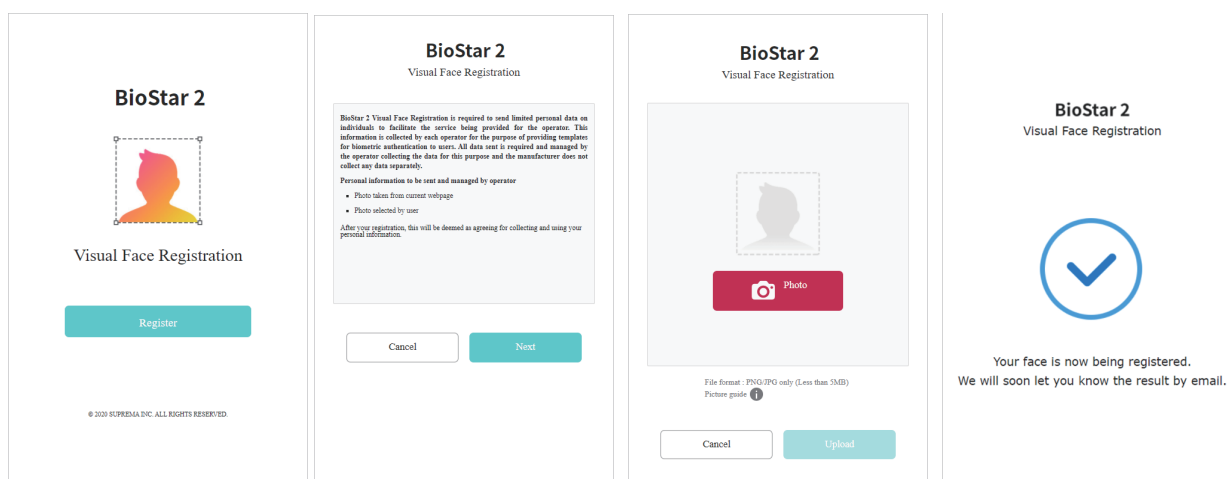 BioStar 2
Visual Face Registration
Register
© 2020 SUPREMA INC. ALL RIGHTS RESERVED.
BioStar 2
Visual Face Registration
BioStar 2 Visual Face Registration is required to send limited personal data on
individuals to facilitate the service being provided for the operator. This
information is collected by each operator for the purpose of providing templates
for biometric authentication to users. All data sent is required and managed by
the operator collecting the data for this purpose and the manufacturer does not
collect any data separately.
Personal information to be sent and managed by operator
• Photo taken from current webpage
• Photo selected by user
After your registration, this will be deemed as agreeing for collecting and using your
personal information.
Cancel
Next
BioStar 2
Visual Face Registration
Photo
File format : PNG/JPG only (Less than 5MB)
Picture guide i
Cancel
Upload
BioStar 2
Visual Face Registration
Your face is now being registered.
We will soon let you know the result by email.